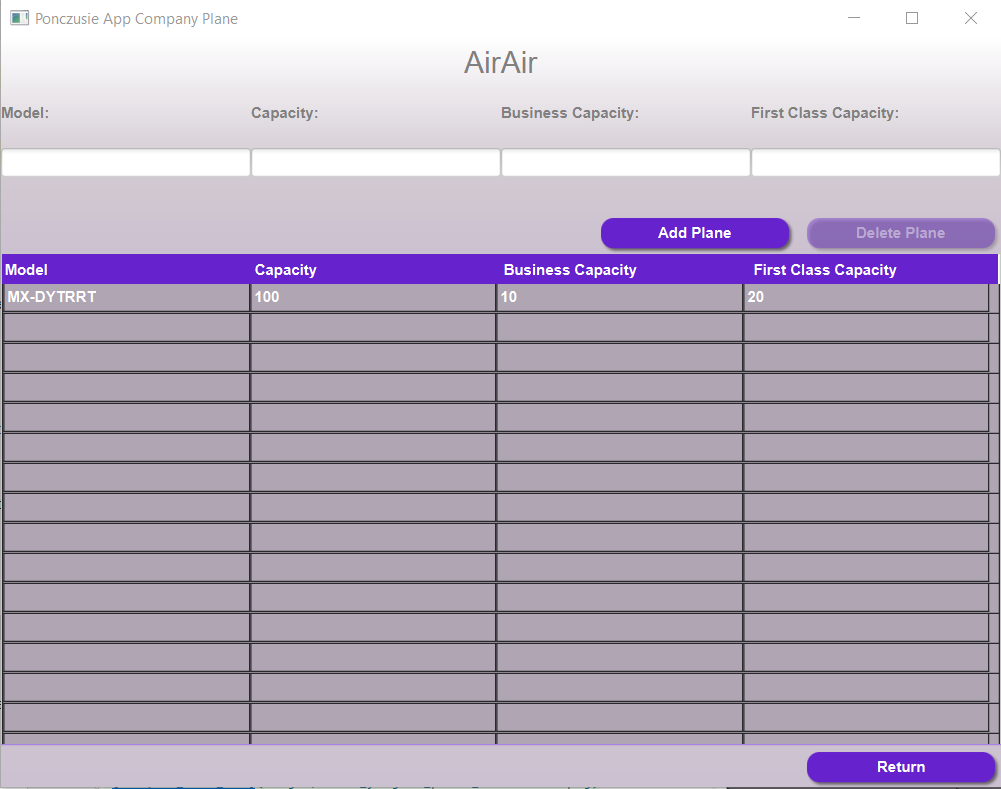 Ponczusie App Company Plane
AirAir
Model: Capacity: Business Capacity: First Class Capacity:
Add Plane Delete Plane
Model Capacity Business Capacity First Class Capacity
MX-DYTRRT 100 10 20
Return